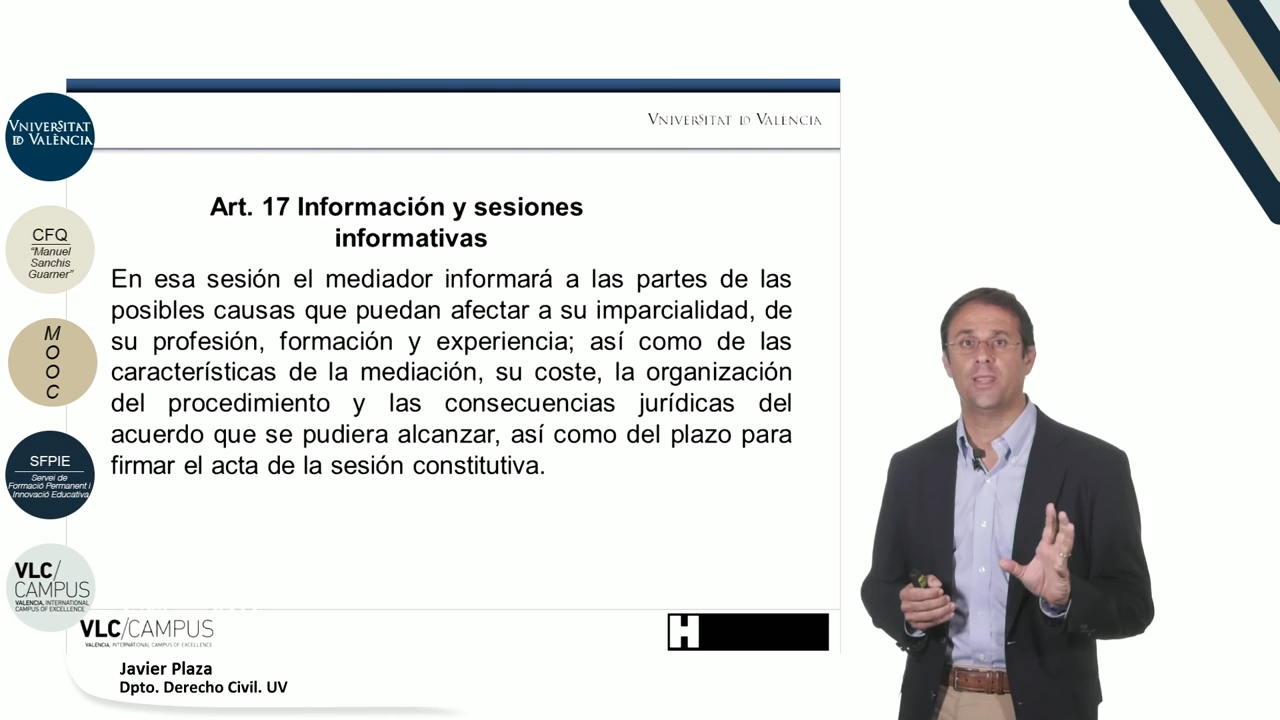 VNIVERSITAT ID VALÈNCIA
VNIVERSITAT
ID VALÈNCIA
CFQ
"Manuel
Sanchis
Guarner"
M
O
O
C
SFPIE
Servei de
Formació Permanent i
Innovació Educativa
VLC/
CAMPUS
VALENCIA, INTERNATIONAL
CAMPUS OF EXCELLENCE
Art. 17 Información y sesiones
informativas
En esa sesión el mediador informará a las partes de las
posibles causas que puedan afectar a su imparcialidad, de
su profesión, formación y experiencia; así como de las
características de la mediación, su coste, la organización
del procedimiento y las consecuencias jurídicas del
acuerdo que se pudiera alcanzar, así como del plazo para
firmar el acta de la sesión constitutiva.
VLC/CAMPUS
VALENCIA, INTERNATIONAL CAMPUS OF EXCELLENCE
H
Javier Plaza
Dpto. Derecho Civil. UV